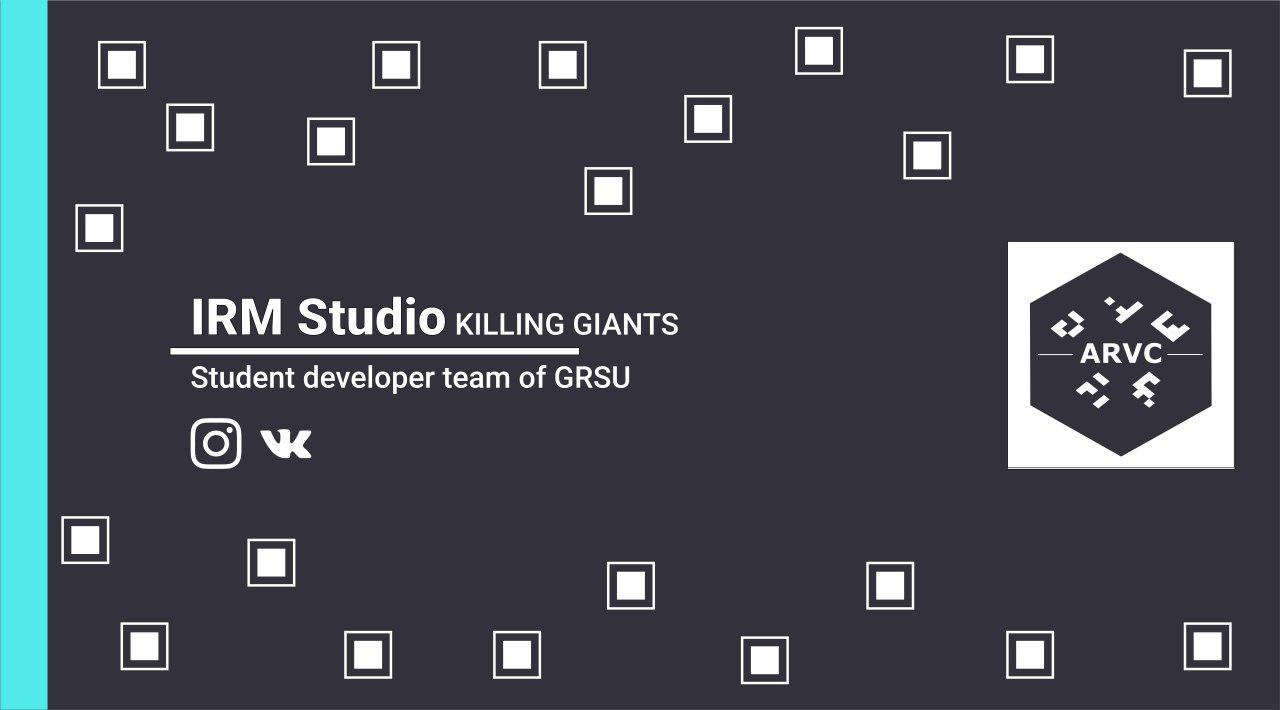 IRM Studio KILLING GIANTS
Student developer team of GRSU
ARVC